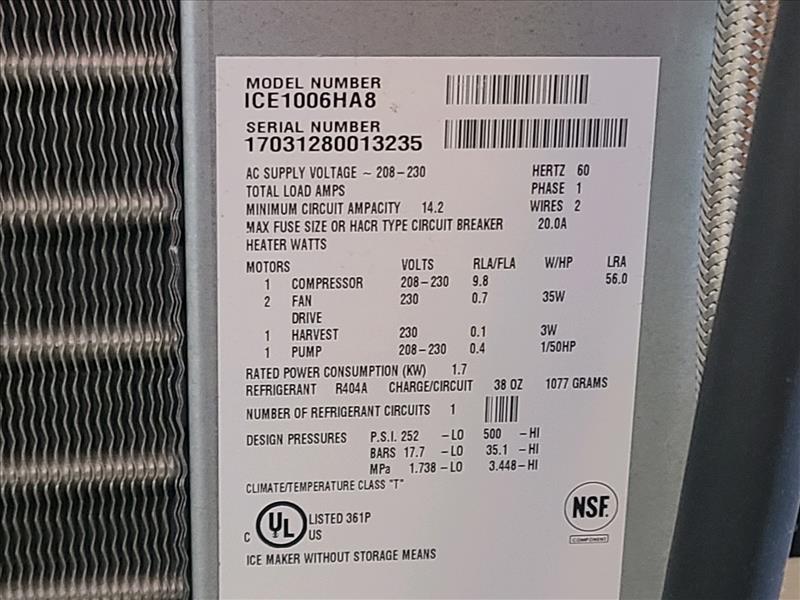 MODEL NUMBER
ICE1006HA8
SERIAL NUMBER
17031280013235
AC SUPPLY VOLTAGE ~ 208-230 HERTZ 60
TOTAL LOAD AMPS PHASE 1
MINIMUM CIRCUIT AMPACITY 14.2 WIRES 2
MAX FUSE SIZE OR HACR TYPE CIRCUIT BREAKER 20.0A
HEATER WATTS
MOTORS VOLTS RLA/FLA W/HP LRA
1 COMPRESSOR 208-230 9.8 56.0
2 FAN 230 0.7 35W
DRIVE
1 HARVEST 230 0.1 3W
1 PUMP 208-230 0.4 1/50HP
RATED POWER CONSUMPTION (KW) 1.7
REFRIGERANT R404A CHARGE/CIRCUIT 38 OZ 1077 GRAMS
NUMBER OF REFRIGERANT CIRCUITS 1
DESIGN PRESSURES P.S.I. 252 -LO 500 -HI
BARS 17.7 -LO 35.1 -HI
MPa 1.738-LO 3.448-HI
CLIMATE/TEMPERATURE CLASS "T"
C UL LISTED 361P
US
NSF.
COMPONENT
ICE MAKER WITHOUT STORAGE MEANS